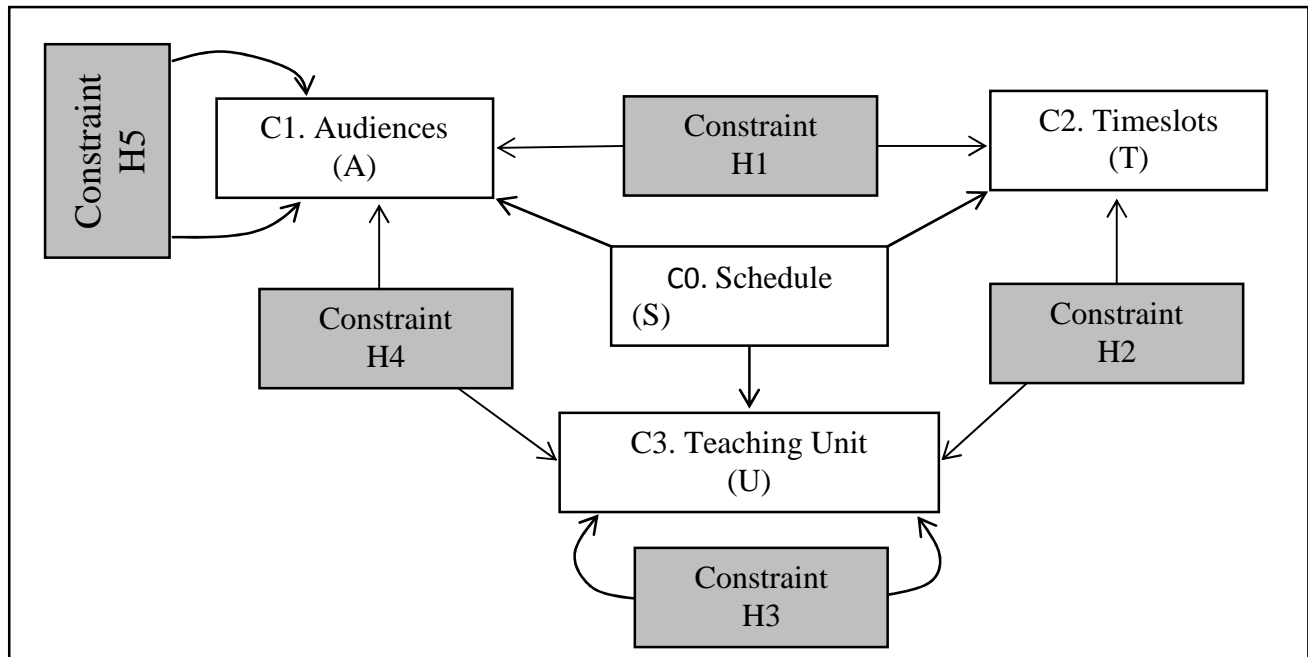 Constraint
H5
C1. Audiences
(A)
Constraint
H1
C2. Timeslots
(T)
C0. Schedule
(S)
Constraint
H4
Constraint
H2
C3. Teaching Unit
(U)
Constraint
H3